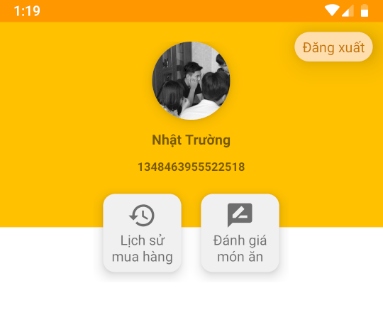 1:19
Đăng xuất
Nhật Trường
1348463955522518
Lịch sử
mua hàng
Đánh giá
món ăn